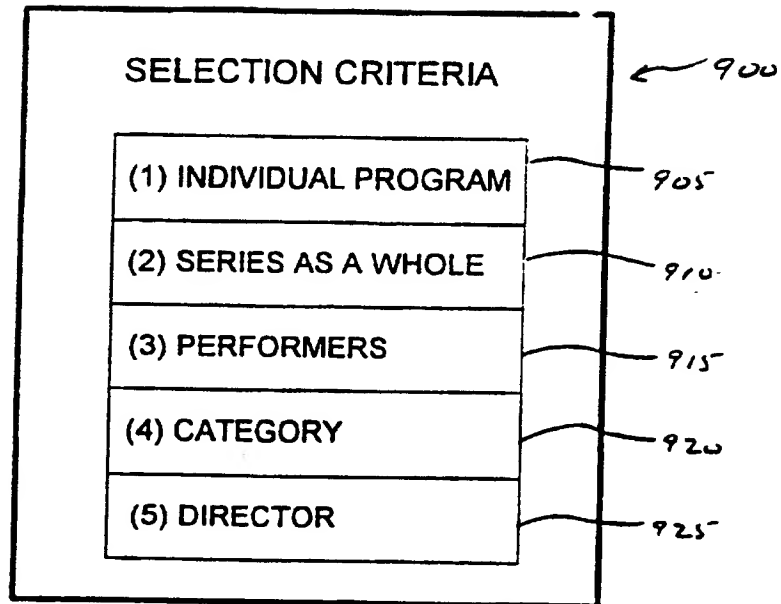 SELECTION CRITERIA
900
(1) INDIVIDUAL PROGRAM
905
(2) SERIES AS A WHOLE
910
(3) PERFORMERS
915
(4) CATEGORY
920
(5) DIRECTOR
925